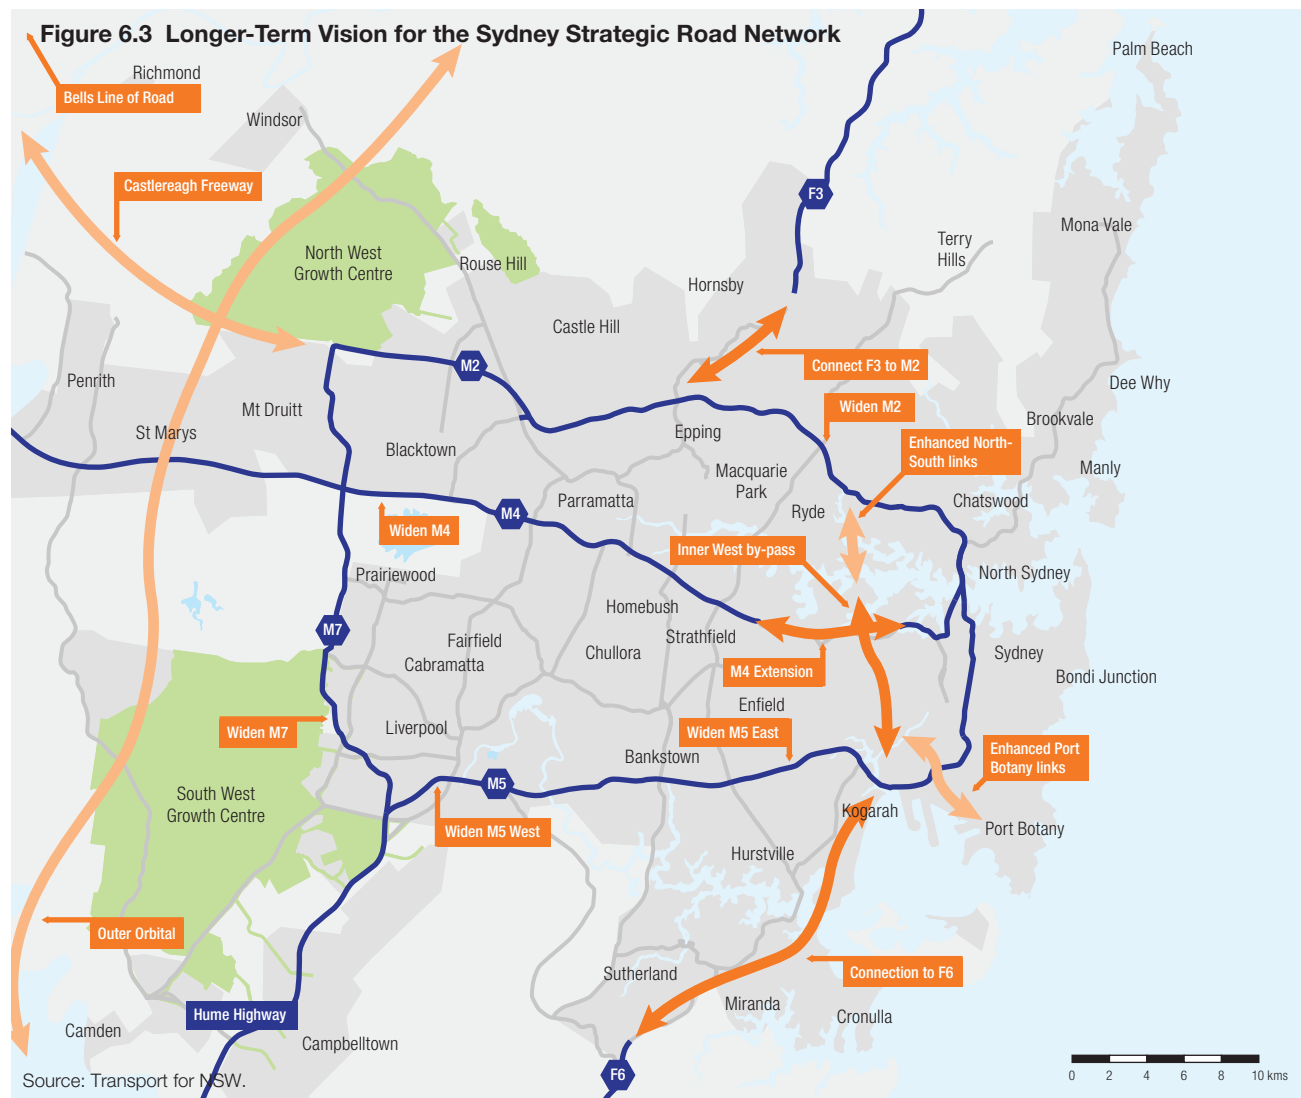 Figure 6.3 Longer-Term Vision for the Sydney Strategic Road Network
Palm Beach
Richmond
Bells Line of Road
Windsor
Castlereagh Freeway
F3
Mona Vale
Terry
Hills
North West
Growth Centre
Rouse Hill
Hornsby
Castle Hill
Connect F3 to M2
M2
Penrith
Dee Why
Mt Druitt
Widen M2
Brookvale
St Marys
Epping
Enhanced North-
South links
Blacktown
Manly
Macquarie
Park
Parramatta
Chatswood
M4
Ryde
Widen M4
Inner West by-pass
Prairiewood
North Sydney
Homebush
M7
Strathfield
Fairfield
Chullora
Sydney
Cabramatta
M4 Extension
Bondi Junction
Enfield
Widen M7
Liverpool
Widen M5 East
Bankstown
Enhanced Port
Botany links
M5
South West
Growth Centre
Kogarah
Widen M5 West
Port Botany
Hurstville
Outer Orbital
Sutherland
Connection to F6
Miranda
Hume Highway
Cronulla
Camden
Campbelltown
F6
Source: Transport for NSW.
0 2 4 6 8 10 kms